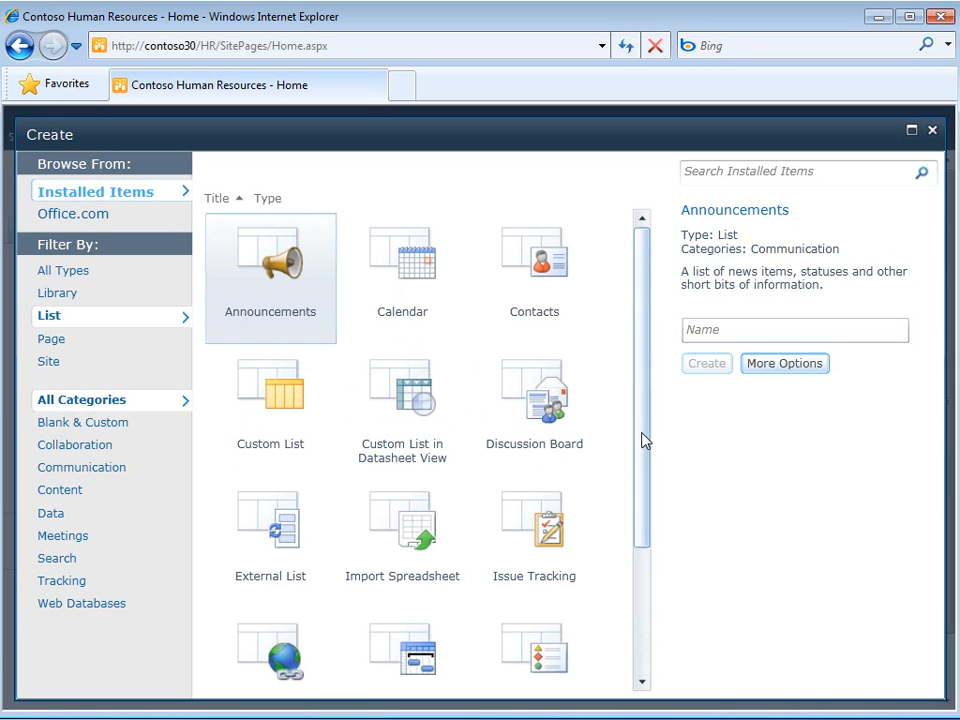 Contoso Human Resources - Home - Windows Internet Explorer
http://contoso30/HR/SitePages/Home.aspx
Bing
Favorites
Contoso Human Resources - Home
Create
Browse From:
Installed Items
Office.com
Filter By:
All Types
Library
List
Page
Site
All Categories
Blank & Custom
Collaboration
Communication
Content
Data
Meetings
Search
Tracking
Web Databases
Title Type
Announcements
Calendar
Contacts
Custom List
Custom List in
Datasheet View
Discussion Board
External List
Import Spreadsheet
Issue Tracking
Search Installed Items
Announcements
Type: List
Categories: Communication
A list of news items, statuses and other
short bits of information.
Name
Create
More Options